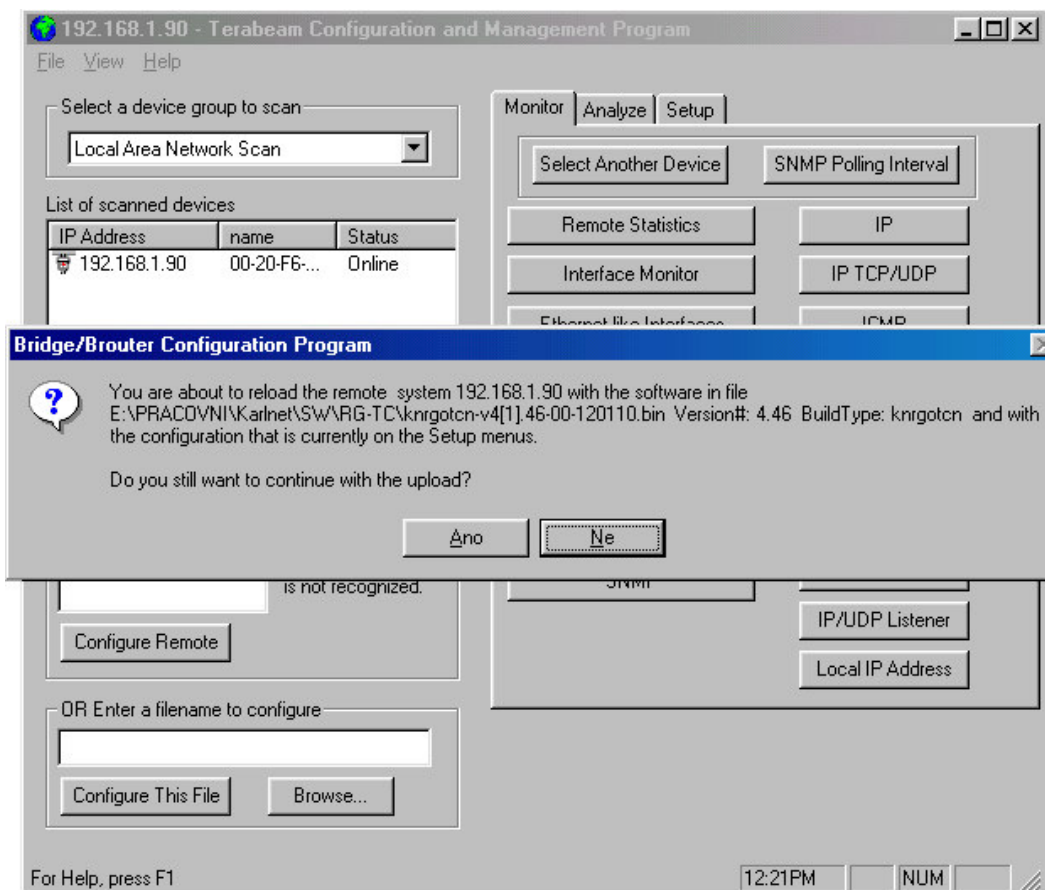 192.168.1.90 - Terabeam Configuration and Management Program
File View Help
Select a device group to scan
Local Area Network Scan
List of scanned devices
IP Address name Status
192.168.1.90 00-20-F6-... Online
Monitor Analyze Setup
Select Another Device SNMP Polling Interval
Remote Statistics IP
Interface Monitor IP TCP/UDP
Ethernet like Interfaces ICMP
Bridge/Brouter Configuration Program
You are about to reload the remote system 192.168.1.90 with the software in file
E:\PRACOVNI\Karlnet\SW\RG-TC\knrgotcn-v4[1].46-00-120110.bin Version#: 4.46 BuildType: knrgotcn and with
the configuration that is currently on the Setup menus.
Do you still want to continue with the upload?
Ano Ne
is not recognized.
SNMP
Configure Remote
IP/UDP Listener
Local IP Address
OR Enter a filename to configure
Configure This File Browse...
For Help, press F1 12:21PM NUM